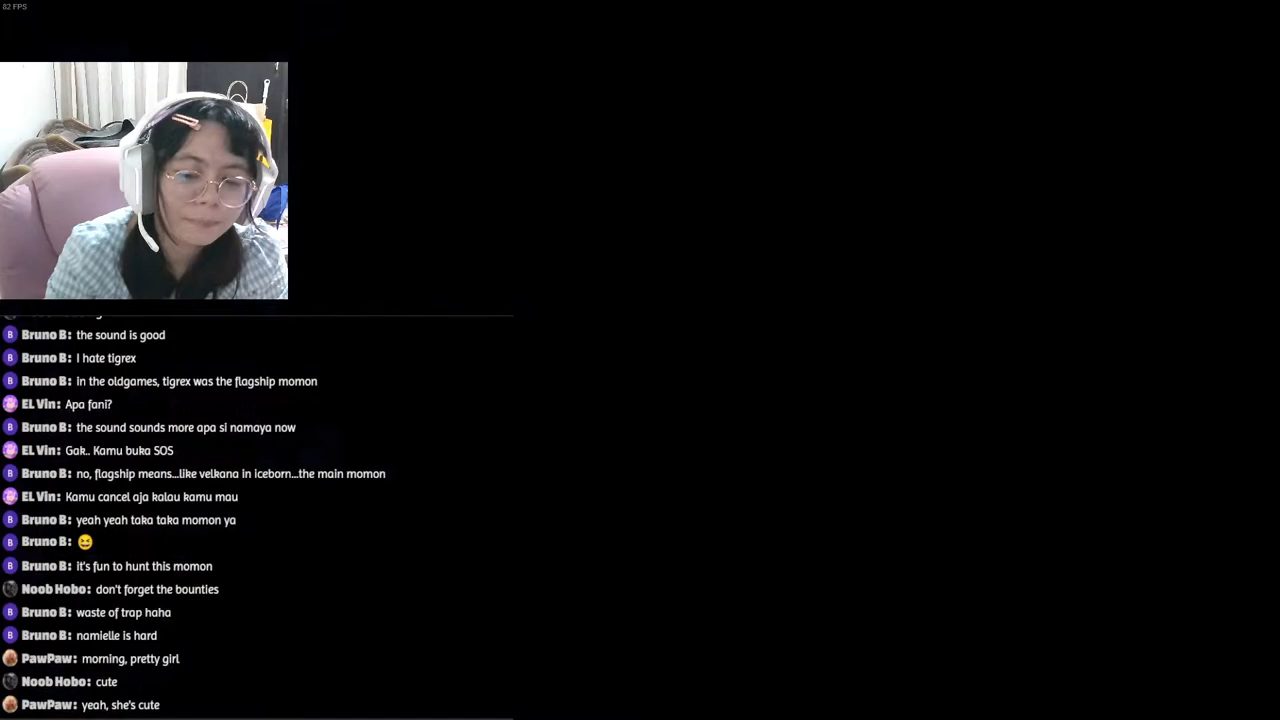 82 FPS
B Bruno B: the sound is good
B Bruno B: I hate tigrex
B Bruno B: in the oldgames, tigrex was the flagship momon
EL Vin: Apa fani?
B Bruno B: the sound sounds more apa si namaya now
EL Vin: Gak.. Kamu buka SOS
B Bruno B: no, flagship means...like velkana in iceborn...the main momon
EL Vin: Kamu cancel aja kalau kamu mau
B Bruno B: yeah yeah taka taka momon ya
B Bruno B: 😆
B Bruno B: it's fun to hunt this momon
Noob Hobo: don't forget the bounties
B Bruno B: waste of trap haha
B Bruno B: namielle is hard
PawPaw: morning, pretty girl
Noob Hobo: cute
PawPaw: yeah, she's cute